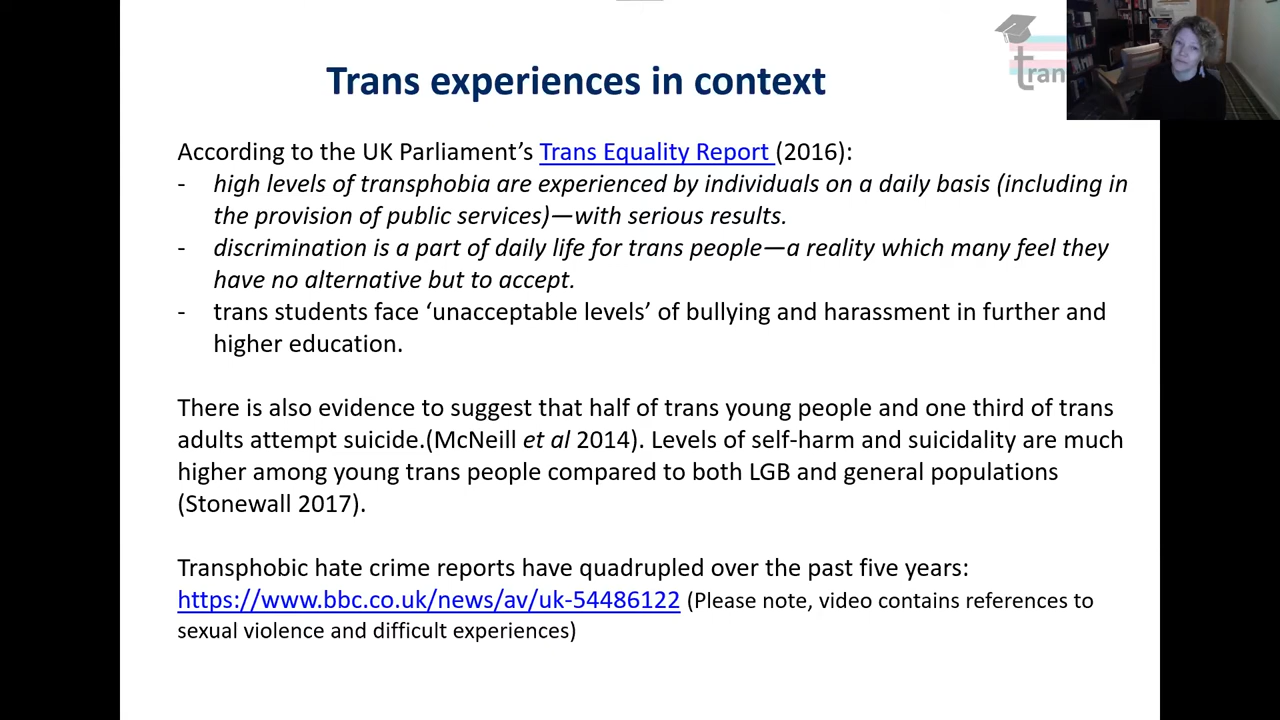 Trans experiences in context
tran
According to the UK Parliament’s Trans Equality Report (2016):
- high levels of transphobia are experienced by individuals on a daily basis (including in
the provision of public services)—with serious results.
- discrimination is a part of daily life for trans people—a reality which many feel they
have no alternative but to accept.
- trans students face ‘unacceptable levels’ of bullying and harassment in further and
higher education.
There is also evidence to suggest that half of trans young people and one third of trans
adults attempt suicide.(McNeill et al 2014). Levels of self-harm and suicidality are much
higher among young trans people compared to both LGB and general populations
(Stonewall 2017).
Transphobic hate crime reports have quadrupled over the past five years:
https://www.bbc.co.uk/news/av/uk-54486122 (Please note, video contains references to
sexual violence and difficult experiences)